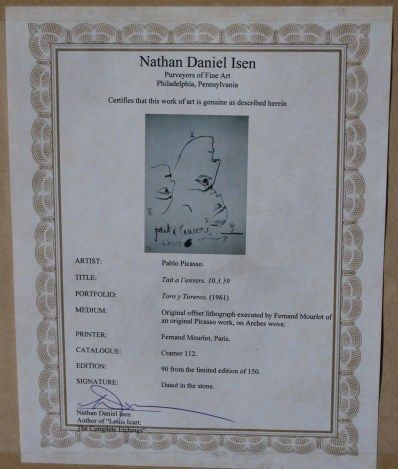 Nathan Daniel Isen
Purveyors of Fine Art
Philadelphia, Pennsylvania
Certifies that this work of art is genuine as described herein
ARTIST: Pablo Picasso.
TITLE: Tait a l'envers. 10.3.59
PORTFOLIO: Toro y Toreros. (1961)
MEDIUM: Original offset lithograph executed by Fernand Mourlot of
an original Picasso work, on Arches wove.
PRINTER: Fernand Mourlot, Paris.
CATALOGUE: Cramer 112.
EDITION: 90 from the limited edition of 150.
SIGNATURE: Dated in the stone.
Nathan Daniel Isen
Author of "Louis Icart:
The Complete Etchings"